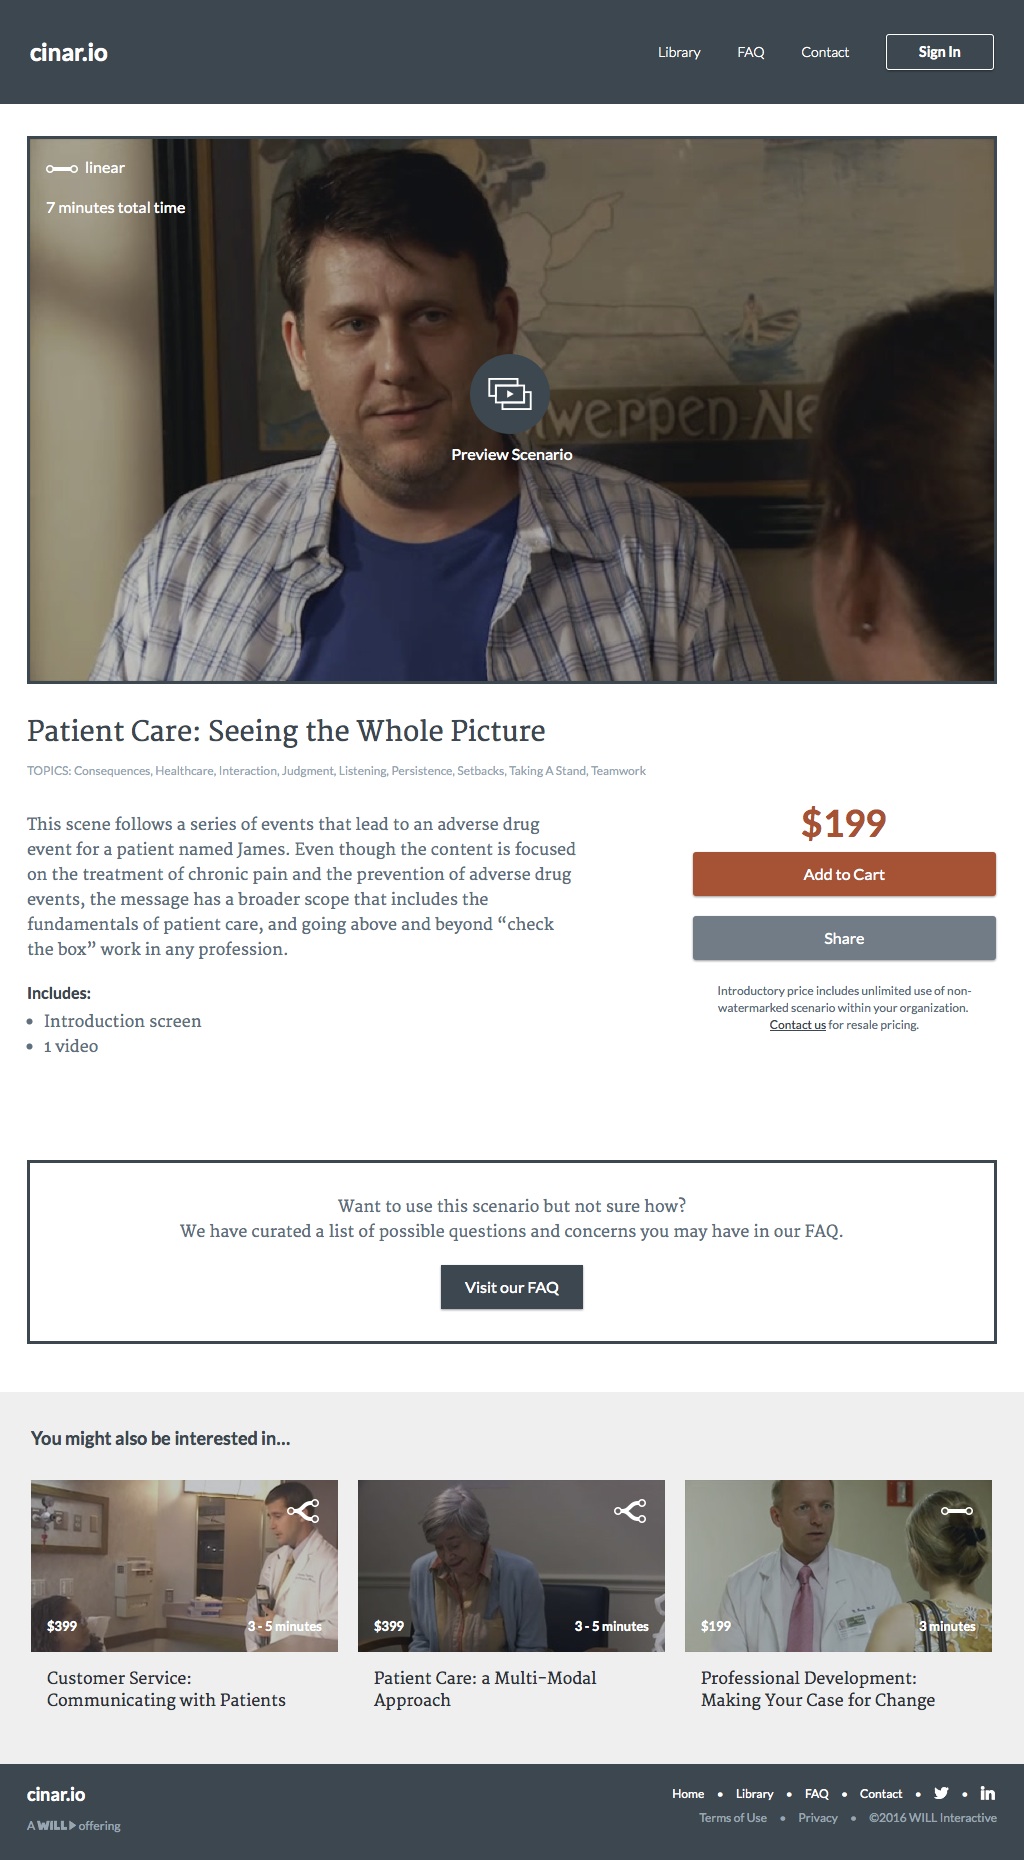 cinar.io
Library
FAQ
Contact
Sign In
linear
7 minutes total time
werppen-Ne
Preview Scenario
Patient Care: Seeing the Whole Picture
TOPICS: Consequences, Healthcare, Interaction, Judgment, Listening, Persistence, Setbacks, Taking A Stand, Teamwork
This scene follows a series of events that lead to an adverse drug
event for a patient named James. Even though the content is focused
on the treatment of chronic pain and the prevention of adverse drug
events, the message has a broader scope that includes the
fundamentals of patient care, and going above and beyond “check
the box” work in any profession.
Includes:
• Introduction screen
• 1 video
$199
Add to Cart
Share
Introductory price includes unlimited use of non-
watermarked scenario within your organization.
Contact us for resale pricing.
Want to use this scenario but not sure how?
We have curated a list of possible questions and concerns you may have in our FAQ.
Visit our FAQ
You might also be interested in...
$399
3 - 5 minutes
Customer Service:
Communicating with Patients
$399
3 - 5 minutes
Patient Care: a Multi-Modal
Approach
$199
3 minutes
Professional Development:
Making Your Case for Change
cinar.io
A WILL offering
Home • Library • FAQ • Contact • •
Terms of Use • Privacy • ©2016 WILL Interactive